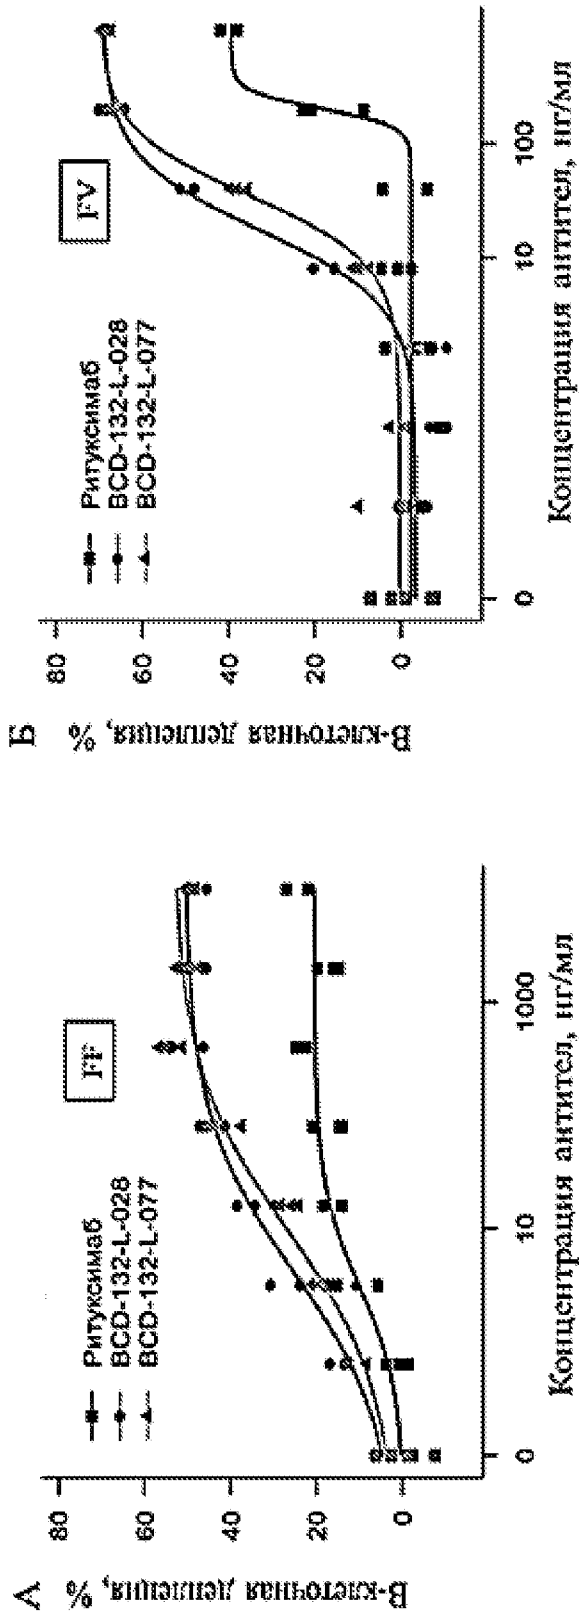 А
В-клеточная деплеция, %
80
60
40
20
0
Ритуксимаб
BCD-132-L-028
BCD-132-L-077
FF
0
10
1000
Концентрация антител, нг/мл
Б
В-клеточная деплеция, %
80
60
40
20
0
Ритуксимаб
BCD-132-L-028
BCD-132-L-077
FV
0
10
100
Концентрация антител, нг/мл